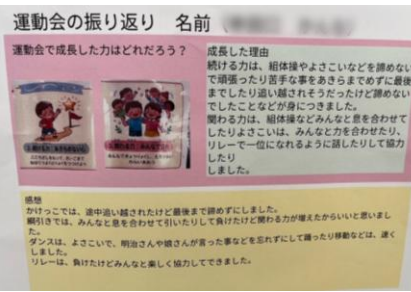 運動会の振り返り 名前
運動会で成長した力はどれだろう？
成長した理由
続ける力は、組体操やよさこいなどを諦めない
で頑張ったり苦手な事をあきらめずに最後
までしたり追い越されそうだったけど諦めない
でしたことなどが身につきました。
関わる力は、組体操などみんなと息を合わせて
したりよさこいは、みんなと力を合わせたり、
リレーで一位になれるように話したりして協力
したり
しました。
感想
かけっこでは、途中追い越されたけど最後まで諦めずにしました。
綱引きでは、みんなと息を合わせて引いたりして負けたけど関わる力が増えたからいいと思いまし
た。
ダンスは、よさこいで、明治さんや娘さんが言った事などを忘れずにして踊ったり移動などは、速く
しました。
リレーは、負けたけどみんなと楽しく協力してできました。